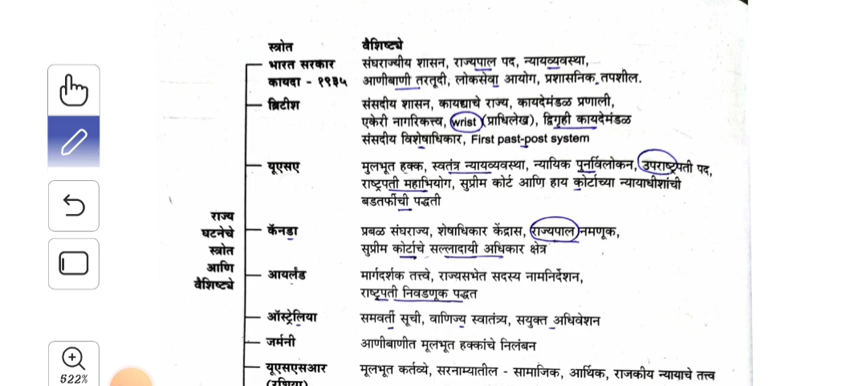 स्त्रोत वैशिष्ट्ये
भारत सरकार संघराज्यीय शासन, राज्यपाल पद, न्यायव्यवस्था,
कायदा - १९३५ आणीबाणी तरतूदी, लोकसेवा आयोग, प्रशासनिक तपशील.
ब्रिटीश संसदीय शासन, कायद्याचे राज्य, कायदेमंडळ प्रणाली,
एकेरी नागरिकत्त्व, wrist (प्राधिलेख), द्विगृही कायदेमंडळ
संसदीय विशेषाधिकार, First past-post system
यूएसए मुलभूत हक्क, स्वतंत्र न्यायव्यवस्था, न्यायिक पुनर्विलोकन, उपराष्ट्रपती पद,
राष्ट्रपती महाभियोग, सुप्रीम कोर्ट आणि हाय कोर्टाच्या न्यायाधीशांची
बडतर्फीची पद्धती
राज्य
घटनेचे
स्त्रोत
आणि
वैशिष्ट्ये
कॅनडा प्रबळ संघराज्य, शेषाधिकार केंद्रास, राज्यपाल नमणूक,
सुप्रीम कोर्टाचे सल्लादायी अधिकार क्षेत्र
आयर्लंड मार्गदर्शक तत्त्वे, राज्यसभेत सदस्य नामनिर्देशन,
राष्ट्रपती निवडणूक पद्धत
ऑस्ट्रेलिया समवर्ती सूची, वाणिज्य स्वातंत्र्य, सयुक्त अधिवेशन
जर्मनी आणीबाणीत मूलभूत हक्कांचे निलंबन
यूएसएसआर मूलभूत कर्तव्ये, सरनाम्यातील - सामाजिक, आर्थिक, राजकीय न्यायाचे तत्त्व
(रशिया)
622%